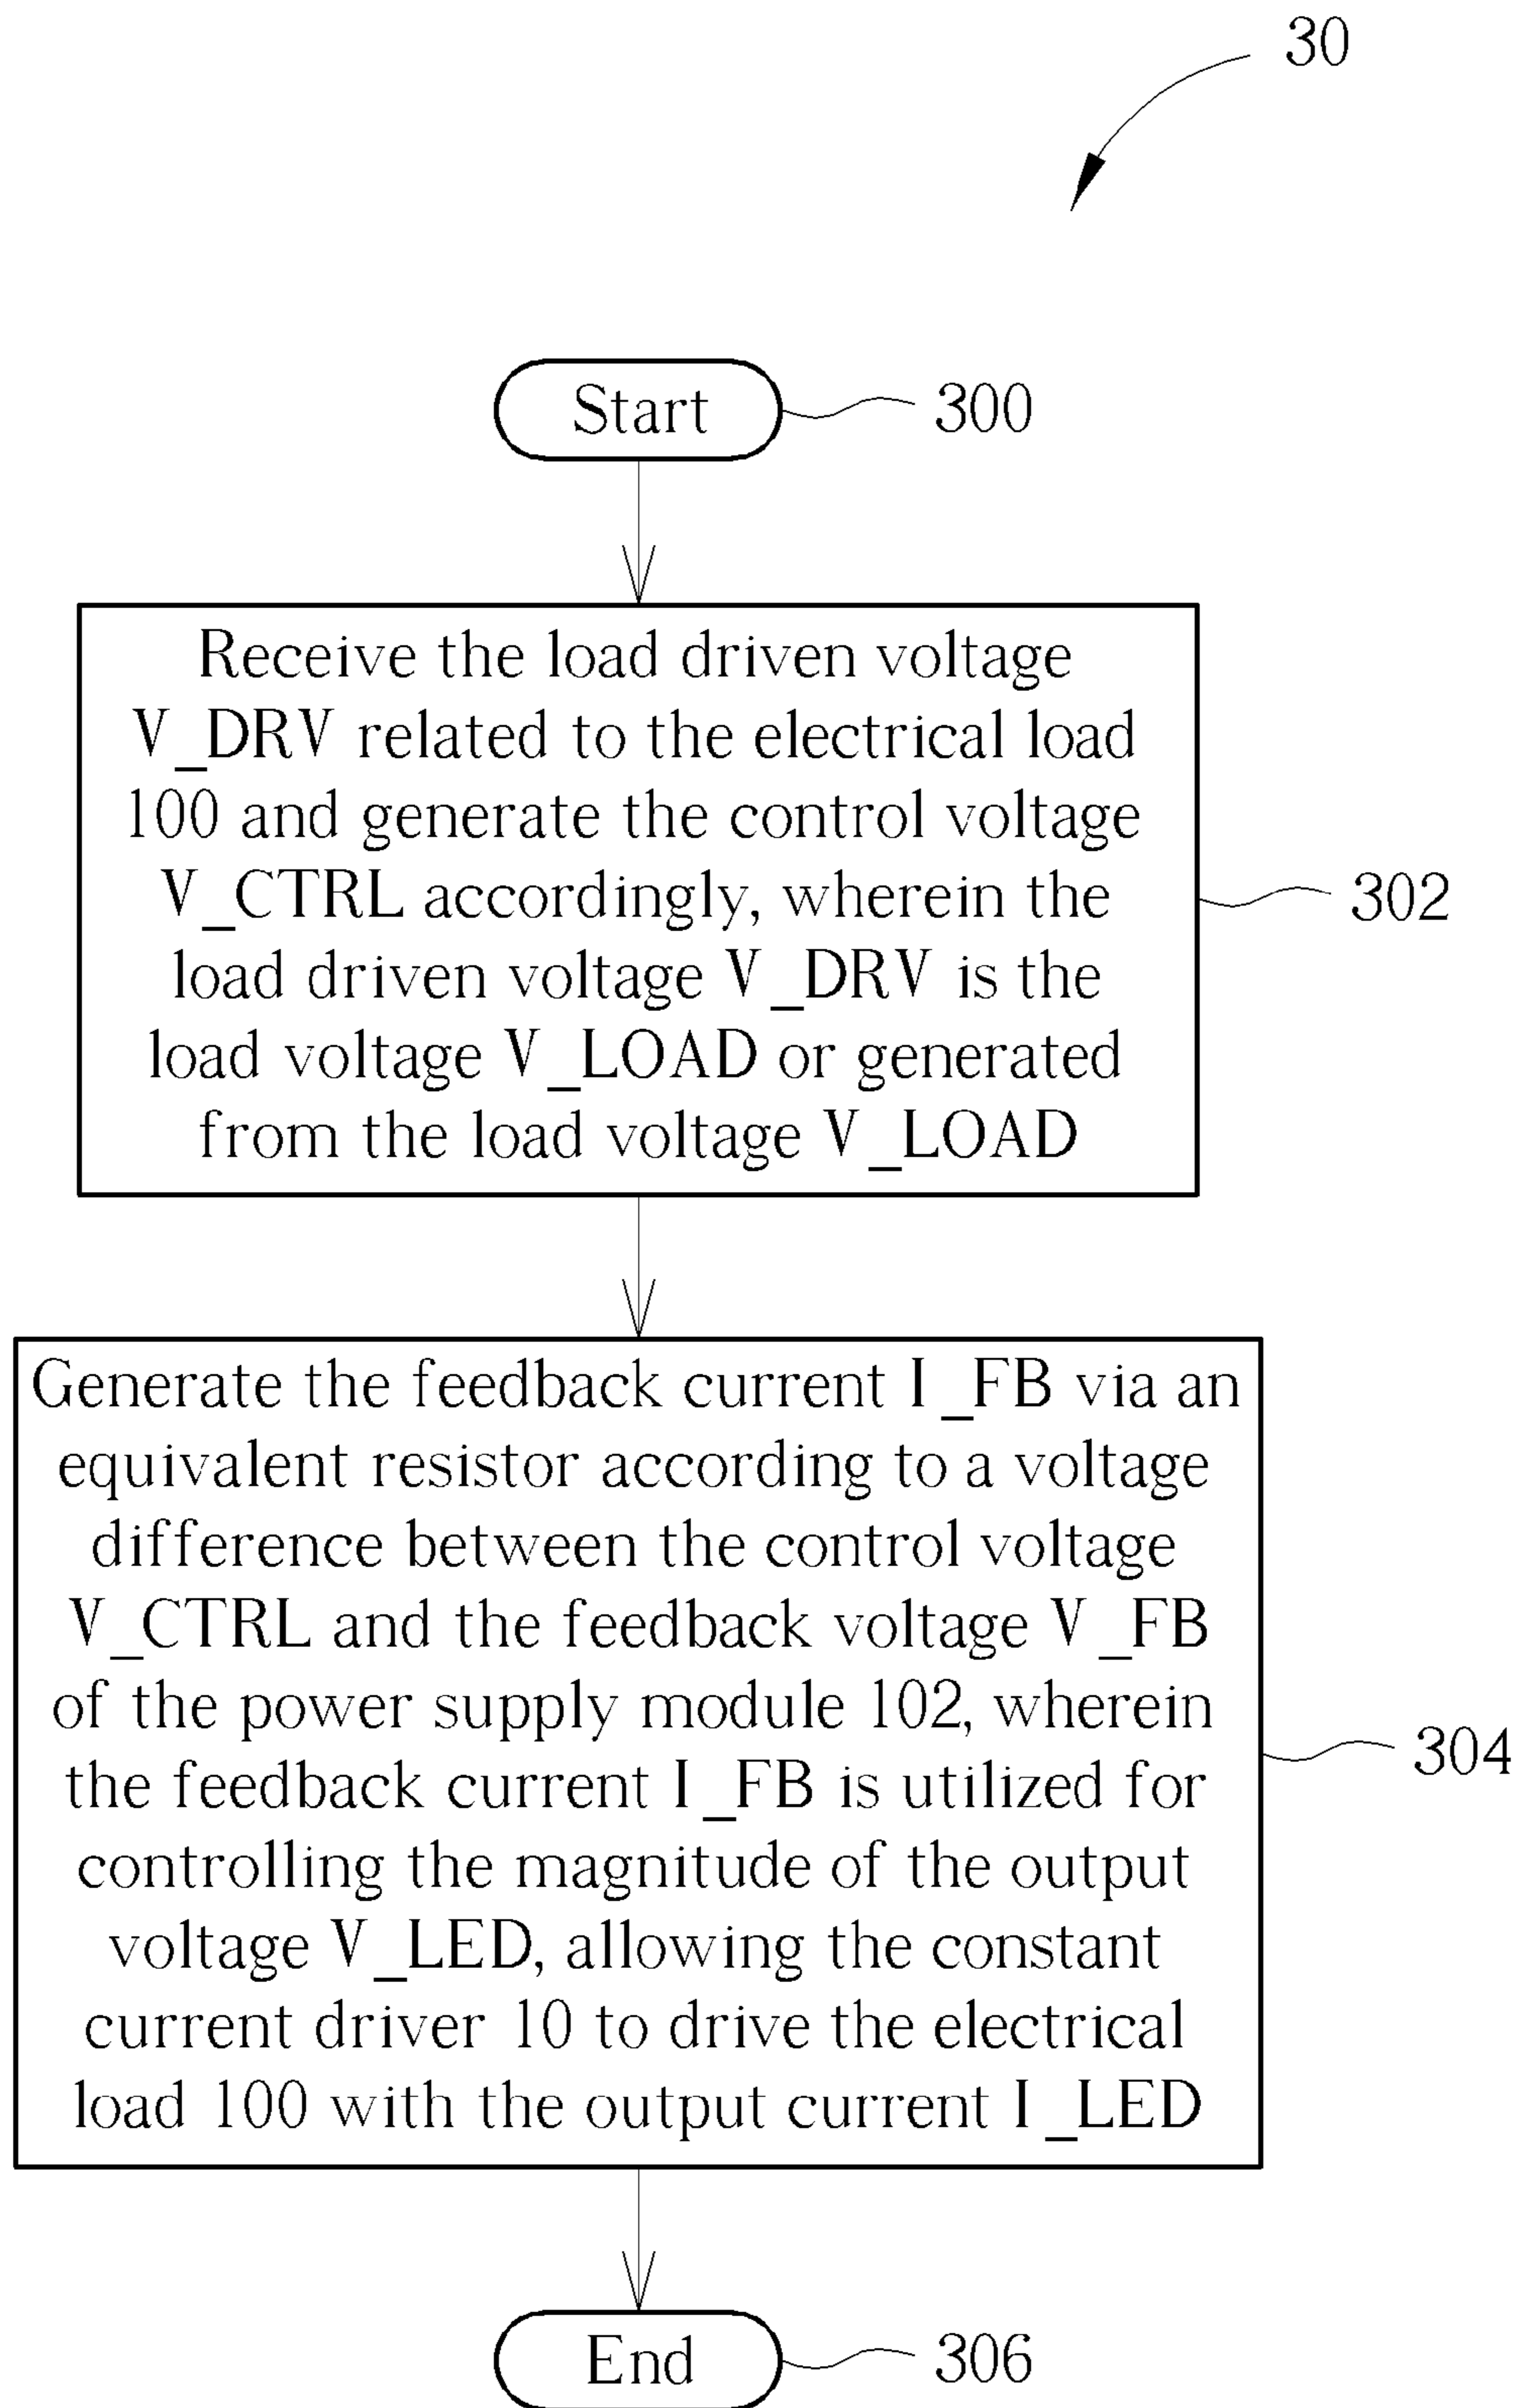 30
Start
300
Receive the load driven voltage
V_DRV related to the electrical load
100 and generate the control voltage
V_CTRL accordingly, wherein the
load driven voltage V_DRV is the
load voltage V_LOAD or generated
from the load voltage V_LOAD
302
Generate the feedback current I_FB via an
equivalent resistor according to a voltage
difference between the control voltage
V_CTRL and the feedback voltage V_FB
of the power supply module 102, wherein
the feedback current I_FB is utilized for
controlling the magnitude of the output
voltage V_LED, allowing the constant
current driver 10 to drive the electrical
load 100 with the output current I_LED
304
End
306